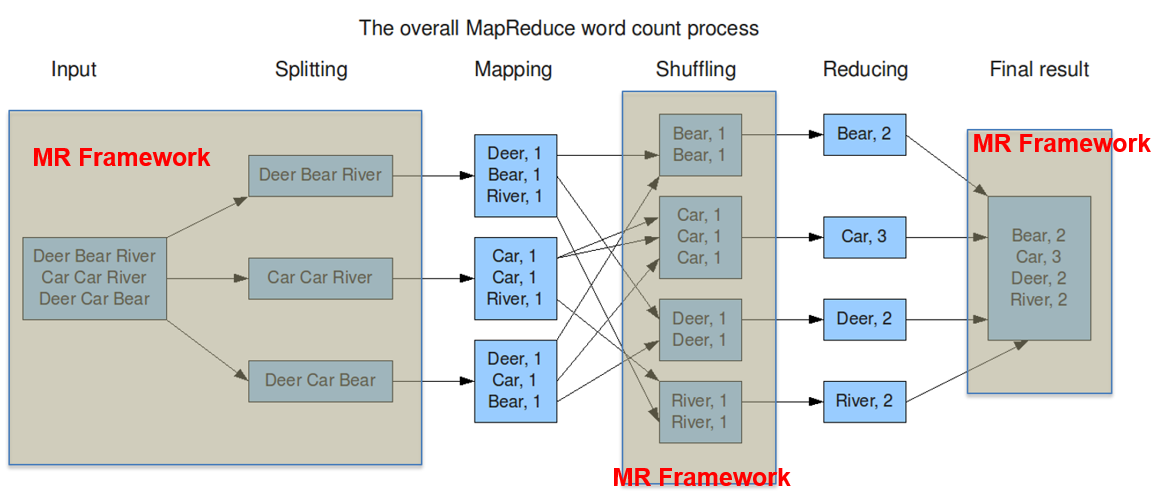 The overall MapReduce word count process
Input
Splitting
Mapping
Shuffling
Reducing
Final result
MR Framework
Deer Bear River
Car Car River
Deer Car Bear
Deer Bear River
Car Car River
Deer Car Bear
Deer, 1
Bear, 1
River, 1
Car, 1
Car, 1
River, 1
Deer, 1
Car, 1
Bear, 1
Bear, 1
Bear, 1
Car, 1
Car, 1
Car, 1
Deer, 1
Deer, 1
River, 1
River, 1
MR Framework
Bear, 2
Car, 3
Deer, 2
River, 2
MR Framework
Bear, 2
Car, 3
Deer, 2
River, 2